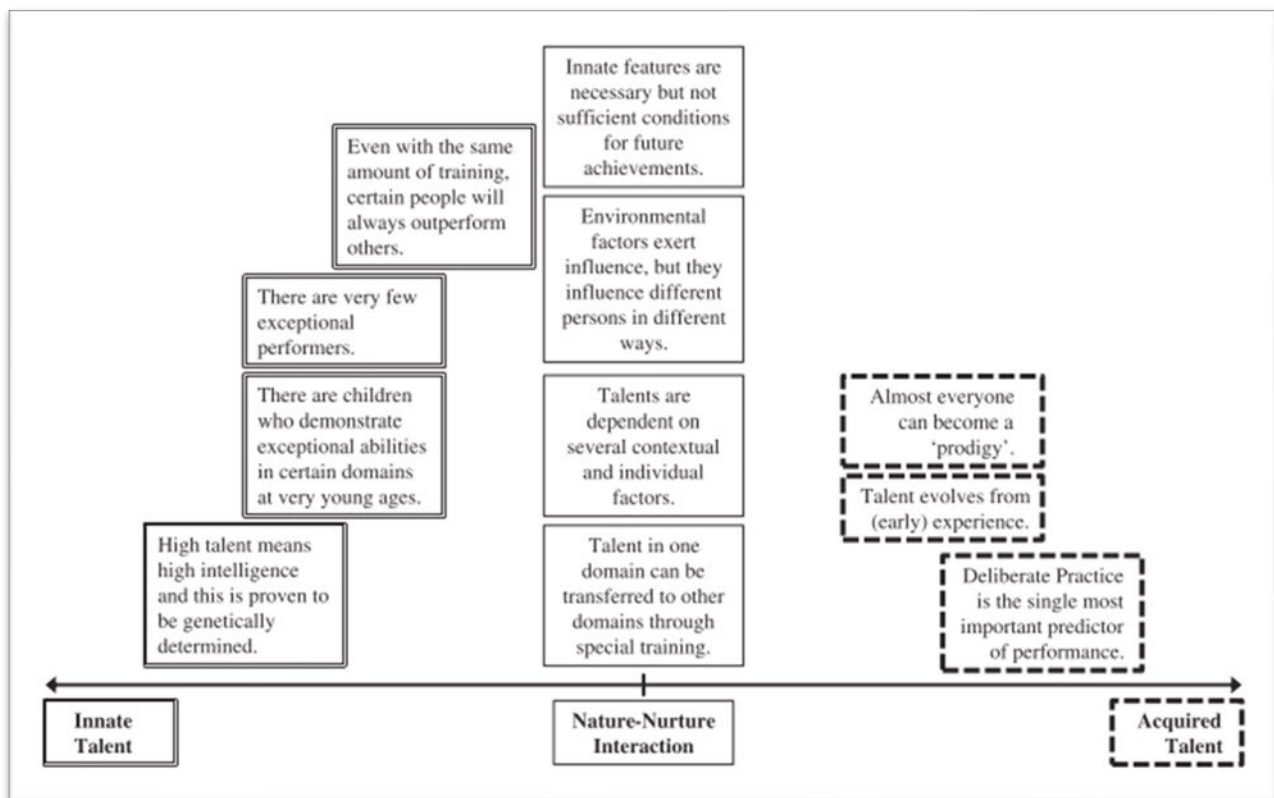 Innate features are
necessary but not
sufficient conditions
for future
achievements.
Even with the same
amount of training,
certain people will
always outperform
others.
Environmental
factors exert
influence, but they
influence different
persons in different
ways.
There are very few
exceptional
performers.
There are children
who demonstrate
exceptional abilities
in certain domains
at very young ages.
Talents are
dependent on
several contextual
and individual
factors.
Almost everyone
can become a
‘prodigy’.
Talent evolves from
(early) experience.
High talent means
high intelligence
and this is proven to
be genetically
determined.
Talent in one
domain can be
transferred to other
domains through
special training.
Deliberate Practice
is the single most
important predictor
of performance.
Innate
Talent
Nature-Nurture
Interaction
Acquired
Talent